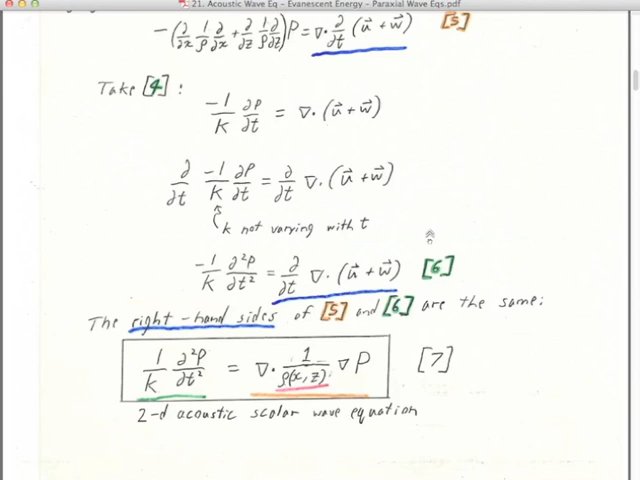 21. Acoustic Wave Eq – Evanescent Energy – Paraxial Wave Eqs.pdf
−(∂/∂x 1/ρ ∂/∂x + ∂/∂z 1/ρ ∂/∂z)P = ∇· ∂/∂t (u⃗ + w⃗) [5]
Take [4]:
−1/K ∂P/∂t = ∇·(u⃗ + w⃗)
∂/∂t −1/K ∂P/∂t = ∂/∂t ∇·(u⃗ + w⃗)
K not varying with t
−1/K ∂²P/∂t² = ∂/∂t ∇·(u⃗ + w⃗) [6]
The right-hand sides of [5] and [6] are the same:
1/K ∂²P/∂t² = ∇· 1/ρ(x,z) ∇P [7]
2-d acoustic scalar wave equation